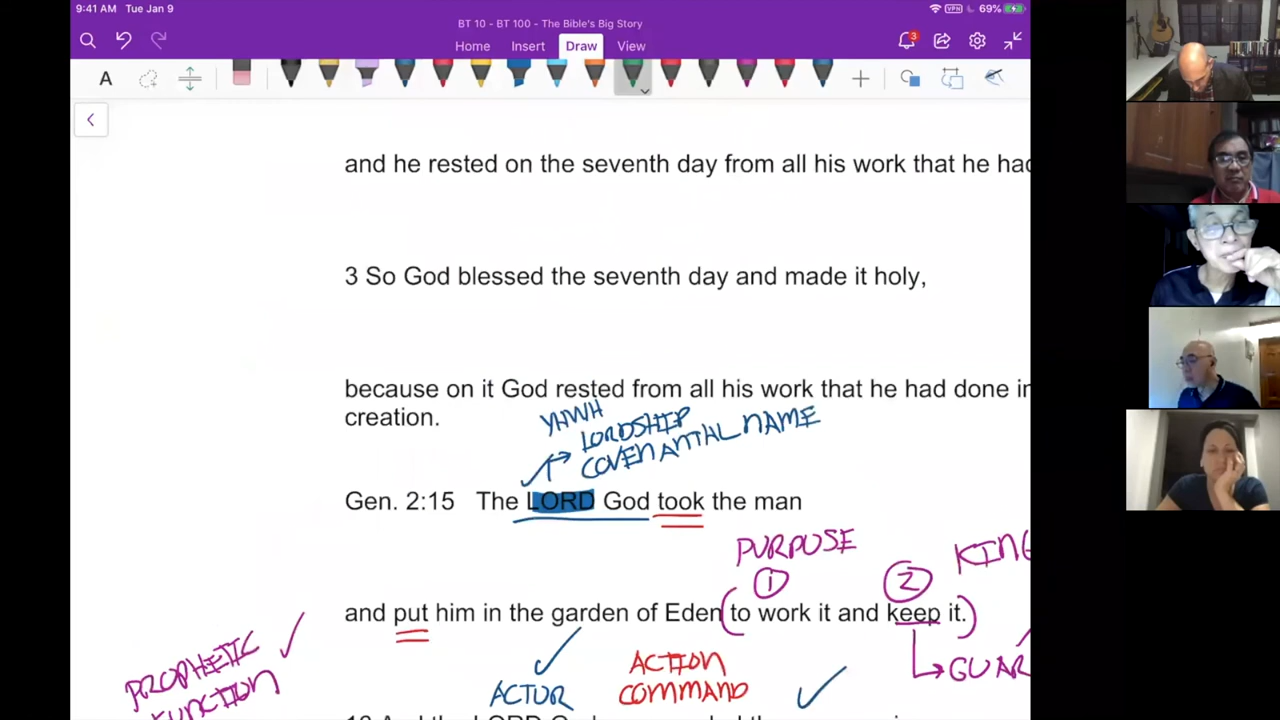 9:41 AM Tue Jan 9
VPN 69%
BT 10 - BT 100 - The Bible's Big Story
Home Insert Draw View
3
A
and he rested on the seventh day from all his work that he had
3 So God blessed the seventh day and made it holy,
because on it God rested from all his work that he had done in
creation.
YHWH
LORDSHIP
COVENANTAL NAME
Gen. 2:15 The LORD God took the man
PURPOSE
1 2 KING
and put him in the garden of Eden (to work it and keep it.)
PROPHETIC
FUNCTION
ACTION
COMMAND
GUAR
ACTOR